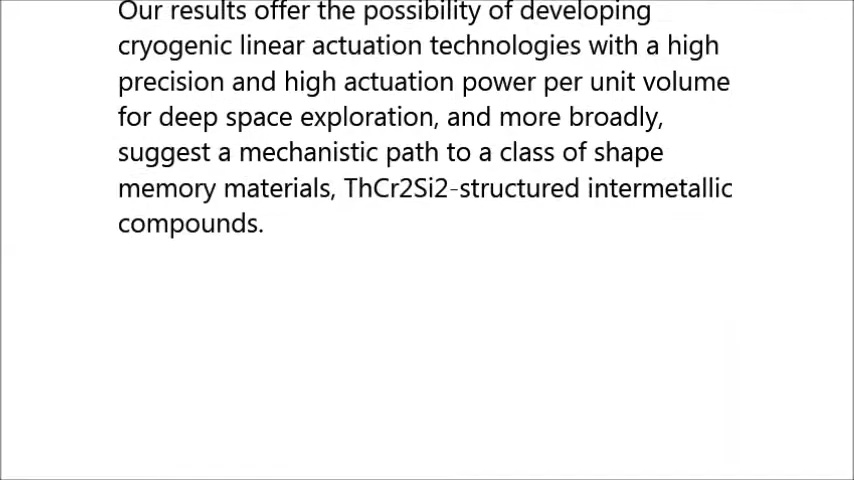 Our results offer the possibility of developing
cryogenic linear actuation technologies with a high
precision and high actuation power per unit volume
for deep space exploration, and more broadly,
suggest a mechanistic path to a class of shape
memory materials, ThCr2Si2-structured intermetallic
compounds.